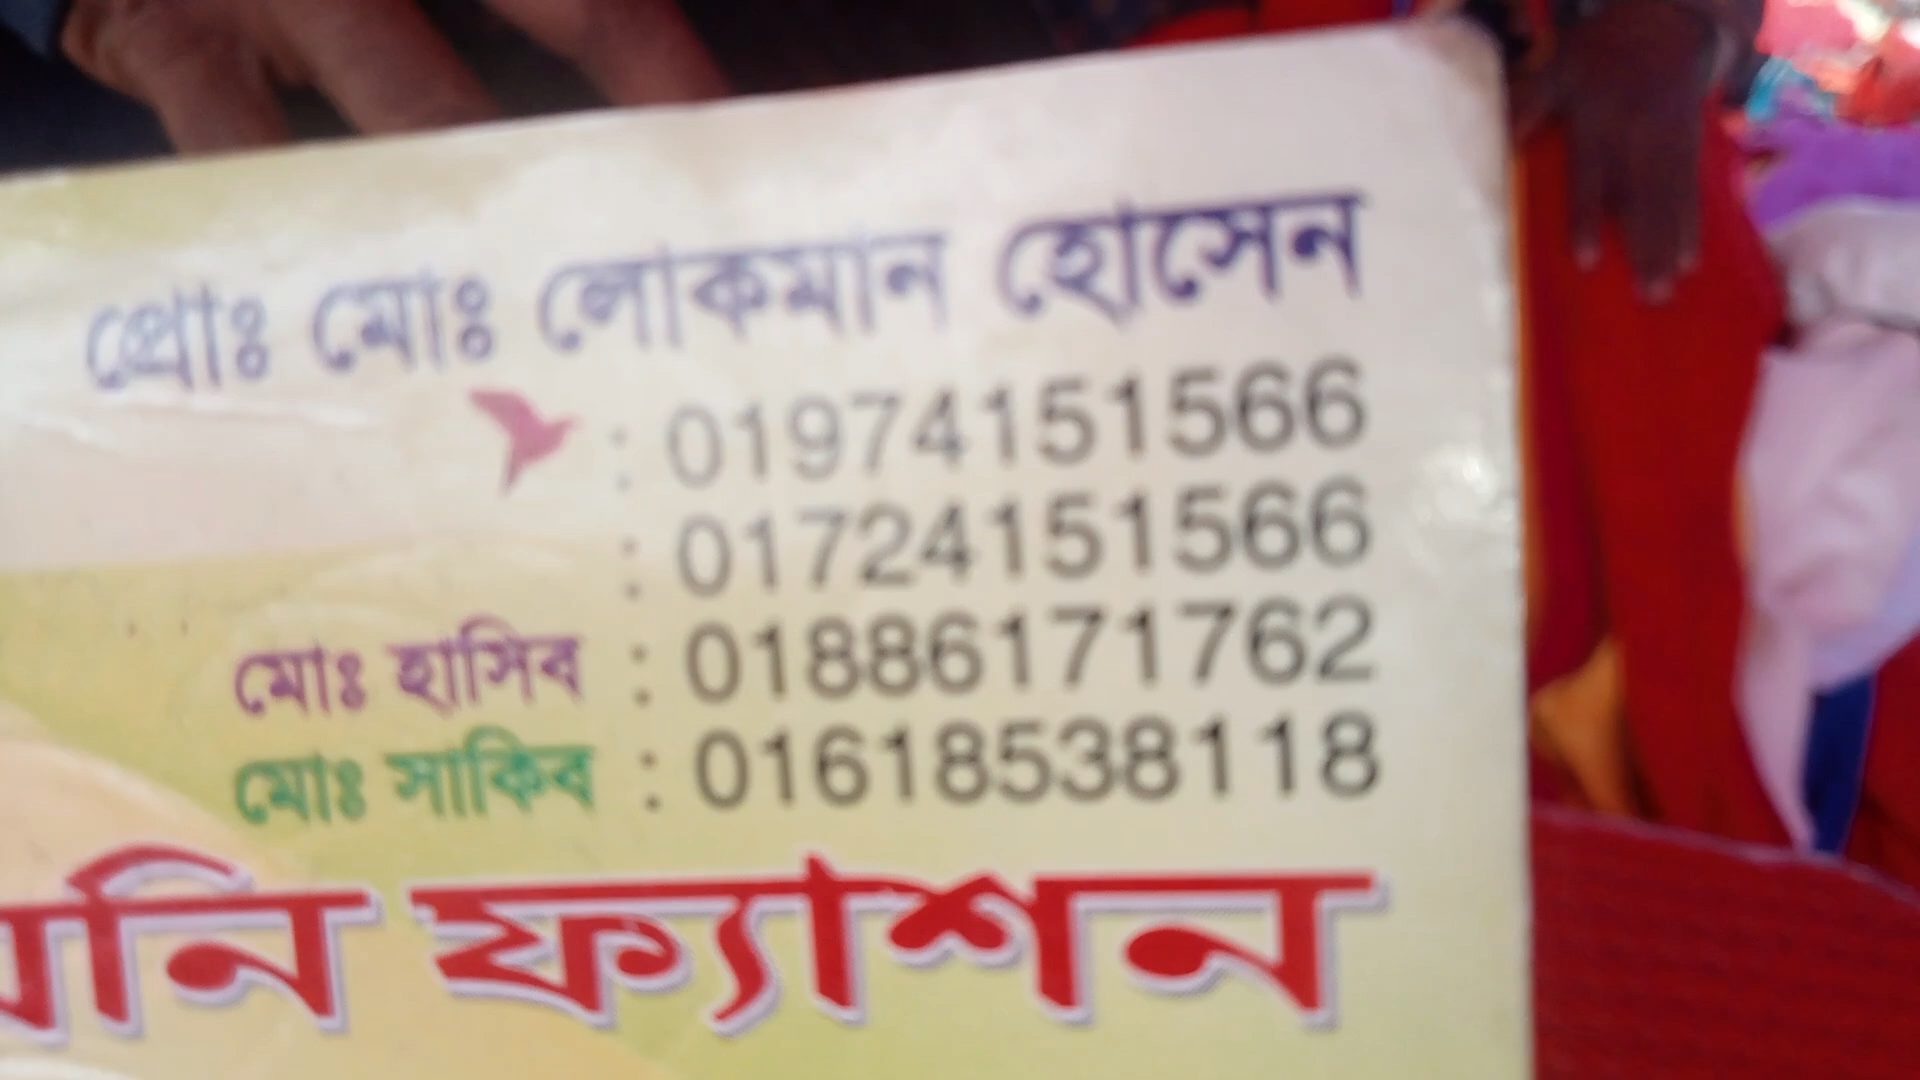 প্রোঃ মোঃ লোকমান হোসেন
: 01974151566
: 01724151566
মোঃ হাসিব : 01886171762
মোঃ সাকিব : 01618538118
ফ্যাশন